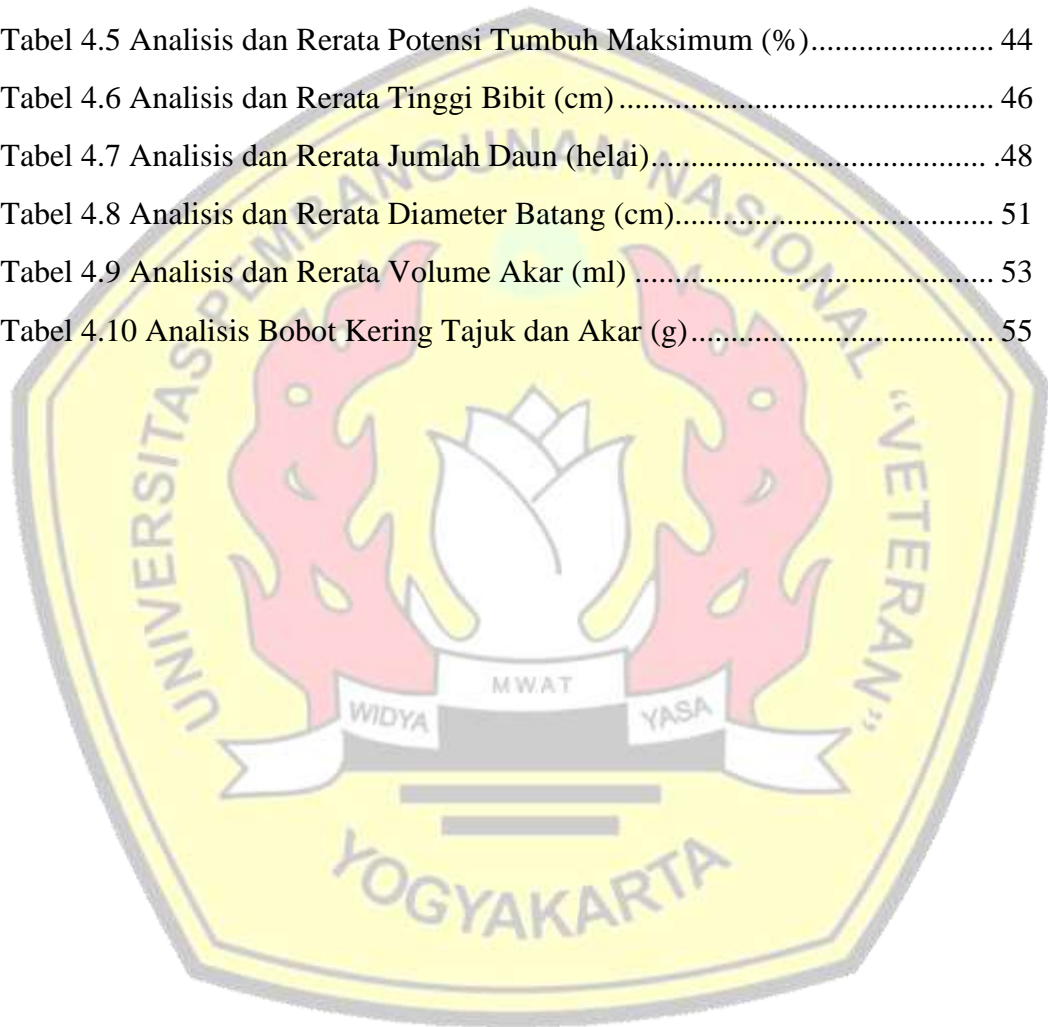 Tabel 4.5 Analisis dan Rerata Potensi Tumbuh Maksimum (%)....................... 44
Tabel 4.6 Analisis dan Rerata Tinggi Bibit (cm) ............................................. 46
Tabel 4.7 Analisis dan Rerata Jumlah Daun (helai)........................................ .48
Tabel 4.8 Analisis dan Rerata Diameter Batang (cm)...................................... 51
Tabel 4.9 Analisis dan Rerata Volume Akar (ml) ........................................... 53
Tabel 4.10 Analisis Bobot Kering Tajuk dan Akar (g).................................... 55
UNIVERSITAS PEMBANGUNAN NASIONAL "VETERAN"
WIDYA MWAT YASA
YOGYAKARTA